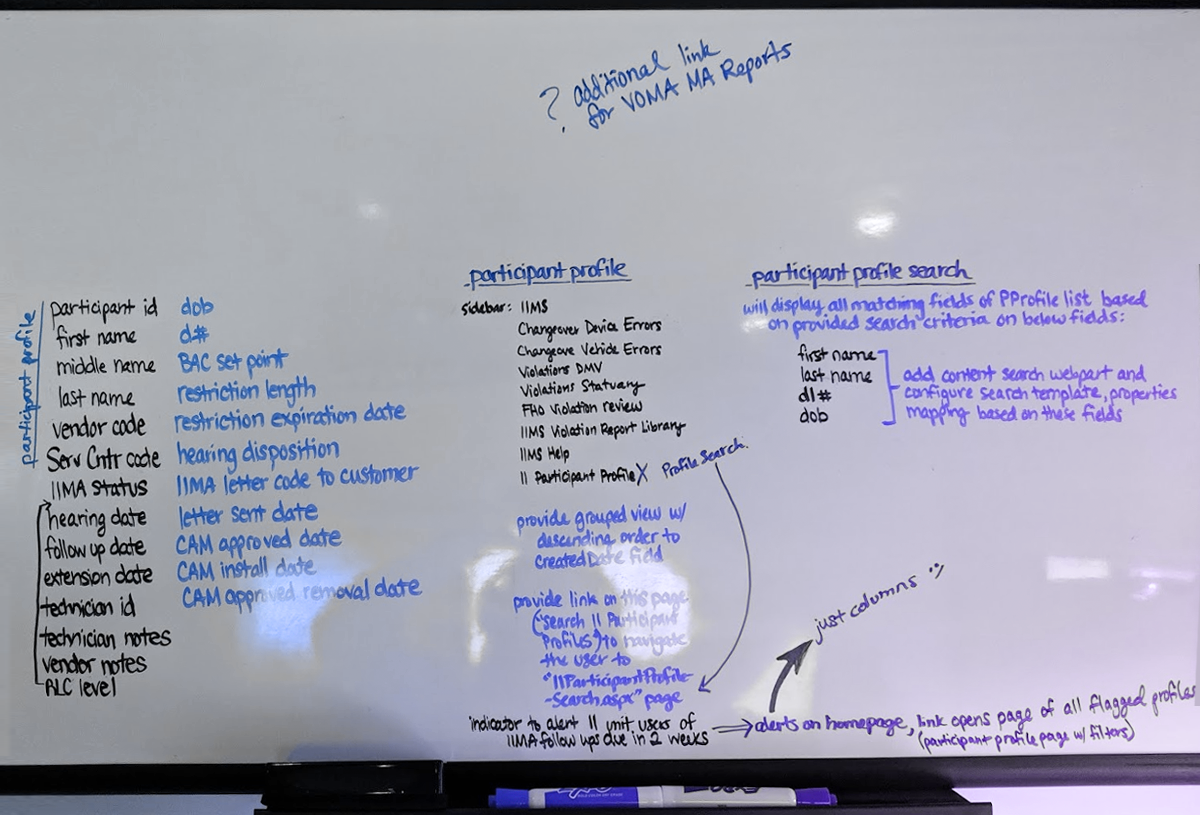 ? additional link
for VOMA MA Reports
participant profile
participant id
first name
middle name
last name
vendor code
Serv Cntr code
IIMA status
hearing date
follow up date
extension date
technician id
technician notes
vendor notes
ALC level
dob
d#
BAC set point
restriction length
restriction expiration date
hearing disposition
IIMA letter code to customer
letter sent date
CAM approved date
CAM install date
CAM approved removal date
participant profile
sidebar: IIMS
Changeover Device Errors
Changeove Vehicle Errors
Violations DMV
Violations Statuary
FHO Violation review
IIMS Violation Report Library
IIMS Help
II Participant Profile X Profile Search.
provide grouped view w/
descending order to
Created Date field
provide link on this page
("search II Participant
Profiles") to navigate
the user to
"IIParticipantProfile
-Search.aspx" page
indicator to alert II unit users of
IIMA follow ups due in 2 weeks
participant profile search
will display all matching fields of PProfile list based
on provided search criteria on below fields:
first name
last name
dl#
dob
add content search webpart and
configure search template, properties
mapping based on these fields
just columns
alerts on homepage, link opens page of all flagged profiles
(participant profile page w/ filters)
EXPO